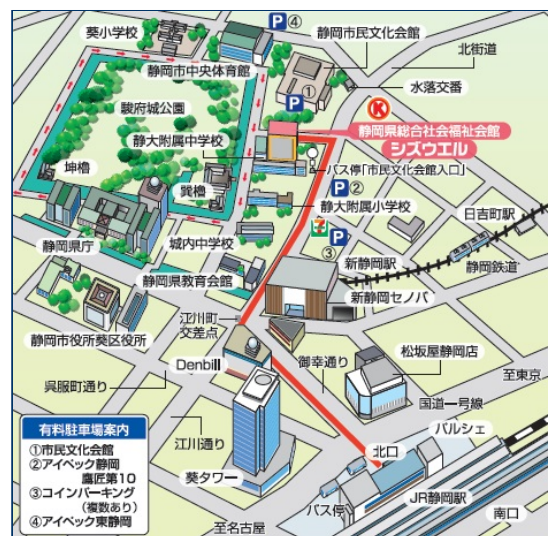 葵小学校
P④
静岡市民文化会館
北街道
静岡市中央体育館
①
P
水落交番
駿府城公園
K
静岡県総合社会福祉会館
シズウエル
静大附属中学校
バス停「市民文化会館入口」
坤櫓
巽櫓
P②
静大附属小学校
日吉町駅
静岡県庁
城内中学校
7
P
③
新静岡駅
静岡鉄道
静岡県教育会館
新静岡セノバ
江川町
交差点
静岡市役所葵区役所
御幸通り
松坂屋静岡店
Denbill
至東京
呉服町通り
国道一号線
パルシェ
有料駐車場案内
①市民文化会館
②アイペック静岡
鷹匠第10
③コインパーキング
(複数あり)
④アイペック東静岡
江川通り
北口
葵タワー
JR静岡駅
バス停
南口
至名古屋